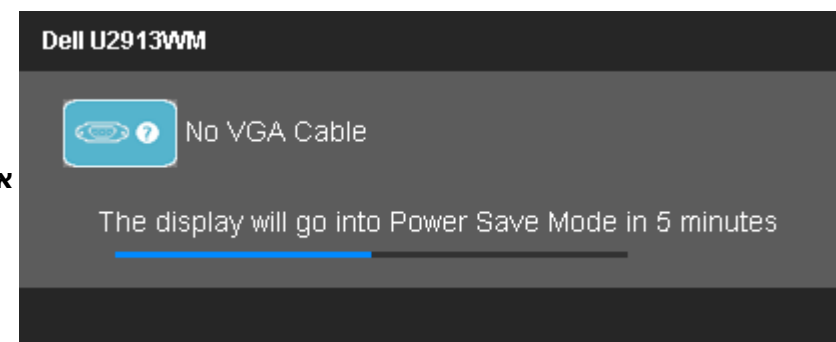 Dell U2913WM
No VGA Cable
א
The display will go into Power Save Mode in 5 minutes